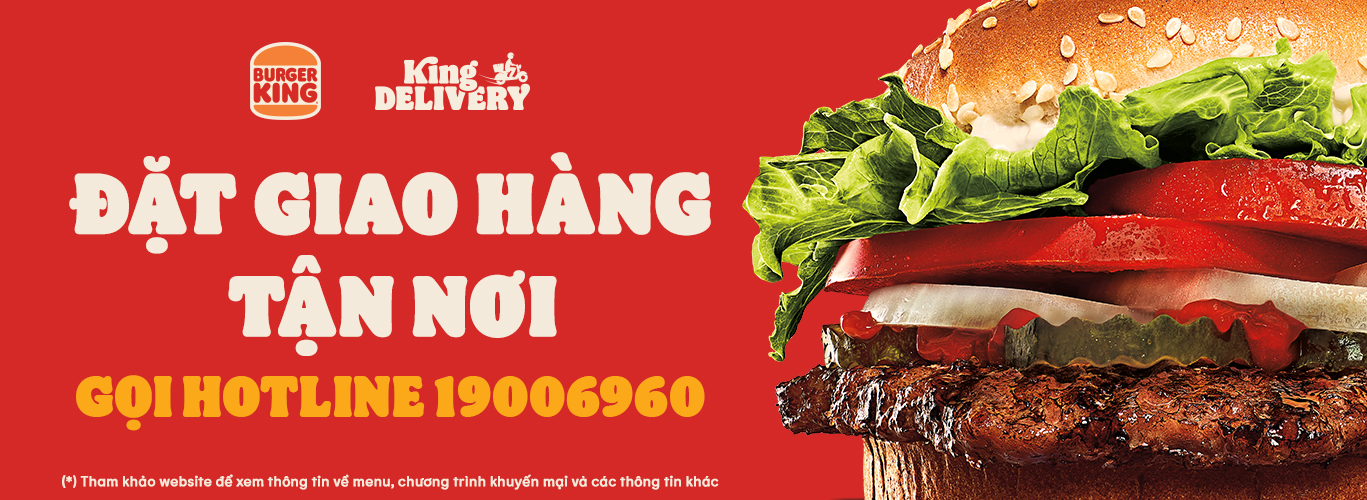 BURGER
KING
King
DELIVERY
ĐẶT GIAO HÀNG
TẬN NƠI
GỌI HOTLINE 19006960
(*) Tham khảo website để xem thông tin về menu, chương trình khuyến mại và các thông tin khác